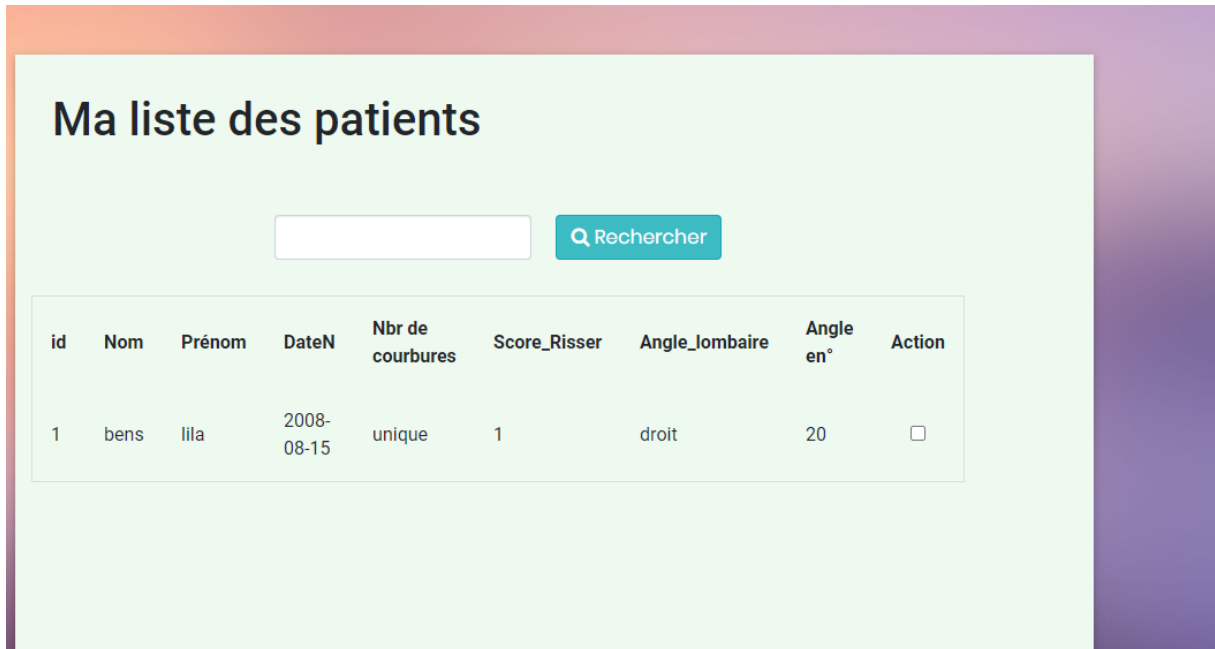 Ma liste des patients
Rechercher
id Nom Prénom DateN Nbr de courbures Score_Risser Angle_lombaire Angle en° Action
1 bens lila 2008-08-15 unique 1 droit 20